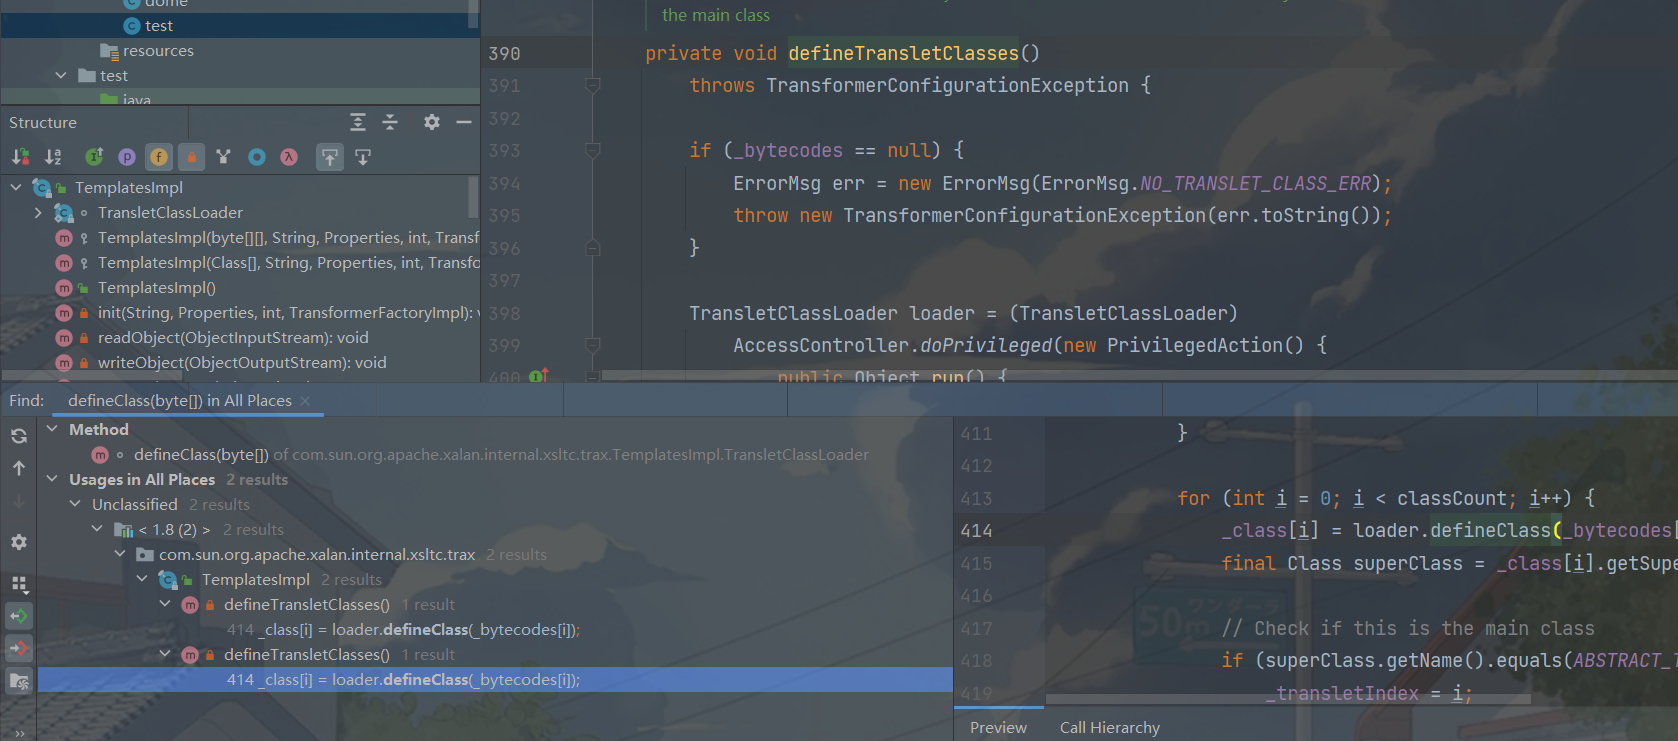 dome
test
resources
test
java
Structure
TemplatesImpl
TransletClassLoader
TemplatesImpl(byte[][], String, Properties, int, Transf
TemplatesImpl(Class[], String, Properties, int, Transfo
TemplatesImpl()
init(String, Properties, int, TransformerFactoryImpl): v
readObject(ObjectInputStream): void
writeObject(ObjectOutputStream): void
the main class
390 private void defineTransletClasses()
391 throws TransformerConfigurationException {
392
393 if (_bytecodes == null) {
394 ErrorMsg err = new ErrorMsg(ErrorMsg.NO_TRANSLET_CLASS_ERR);
395 throw new TransformerConfigurationException(err.toString());
396 }
397
398 TransletClassLoader loader = (TransletClassLoader)
399 AccessController.doPrivileged(new PrivilegedAction() {
400 public Object run() {
Find: defineClass(byte[]) in All Places
Method
defineClass(byte[]) of com.sun.org.apache.xalan.internal.xsltc.trax.TemplatesImpl.TransletClassLoader
Usages in All Places 2 results
Unclassified 2 results
< 1.8 (2) > 2 results
com.sun.org.apache.xalan.internal.xsltc.trax 2 results
TemplatesImpl 2 results
defineTransletClasses() 1 result
414 _class[i] = loader.defineClass(_bytecodes[i]);
defineTransletClasses() 1 result
414 _class[i] = loader.defineClass(_bytecodes[i]);
411 }
412
413 for (int i = 0; i < classCount; i++) {
414 _class[i] = loader.defineClass(_bytecodes[
415 final Class superClass = _class[i].getSupe
416
417 // Check if this is the main class
418 if (superClass.getName().equals(ABSTRACT_T
419 _transletIndex = i;
50m ワンダーラ
Preview Call Hierarchy